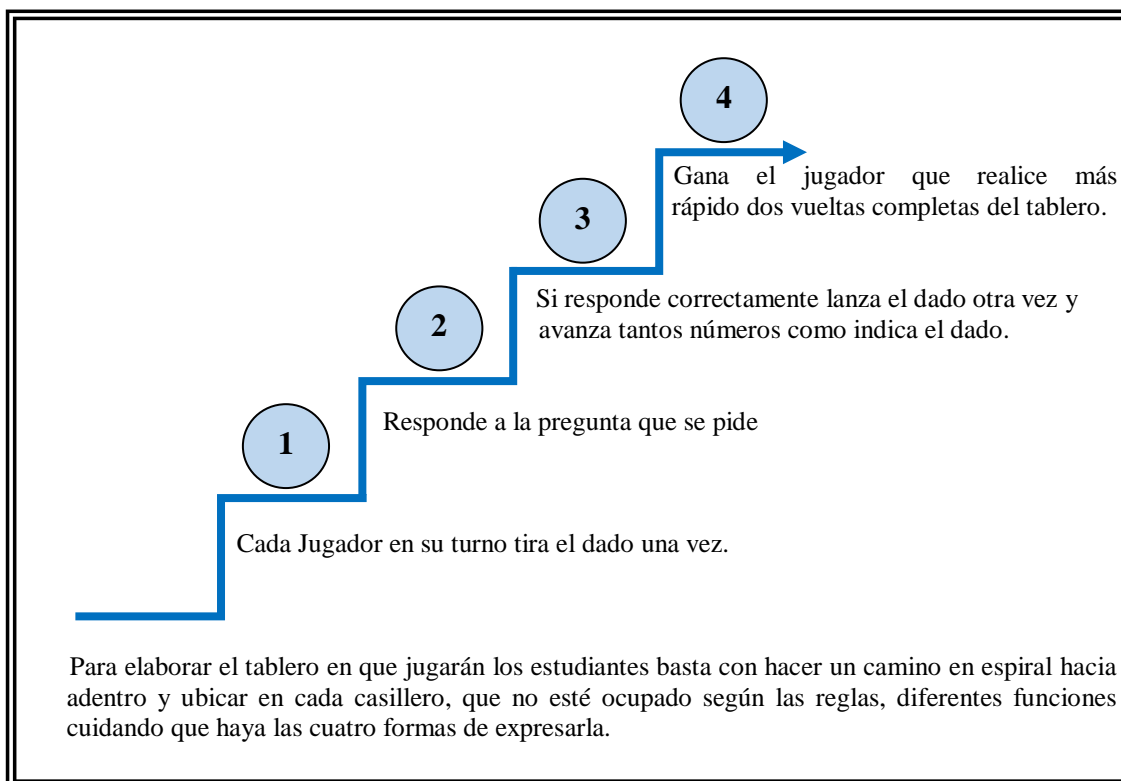 4
Gana el jugador que realice más
rápido dos vueltas completas del tablero.
3
Si responde correctamente lanza el dado otra vez y
avanza tantos números como indica el dado.
2
Responde a la pregunta que se pide
1
Cada Jugador en su turno tira el dado una vez.
Para elaborar el tablero en que jugarán los estudiantes basta con hacer un camino en espiral hacia
adentro y ubicar en cada casillero, que no esté ocupado según las reglas, diferentes funciones
cuidando que haya las cuatro formas de expresarla.